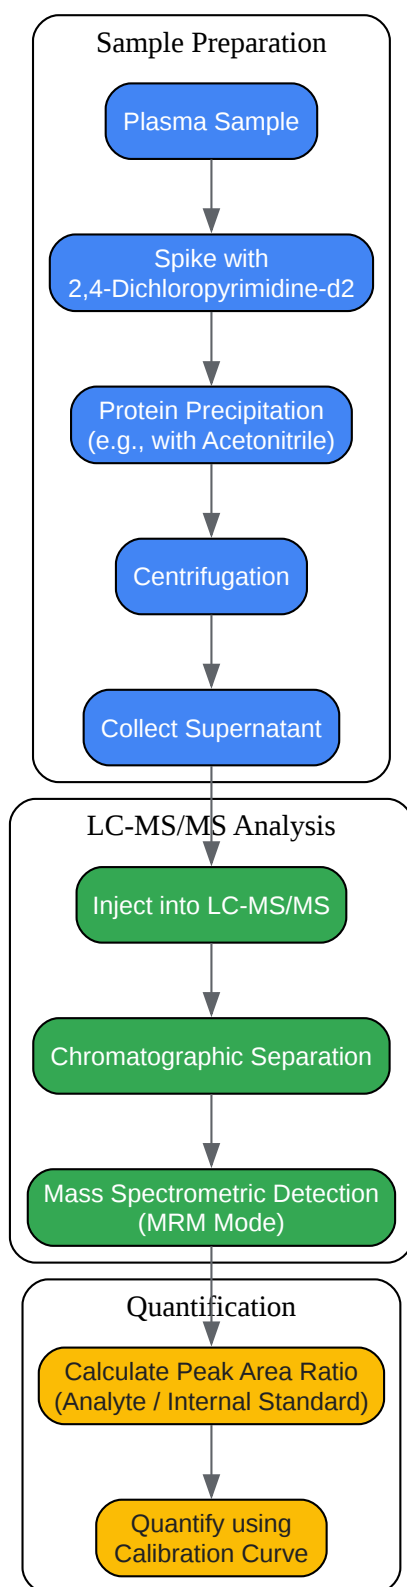 Sample Preparation
Plasma Sample
Spike with
2,4-Dichloropyrimidine-d2
Protein Precipitation
(e.g., with Acetonitrile)
Centrifugation
Collect Supernatant
LC-MS/MS Analysis
Inject into LC-MS/MS
Chromatographic Separation
Mass Spectrometric Detection
(MRM Mode)
Quantification
Calculate Peak Area Ratio
(Analyte / Internal Standard)
Quantify using
Calibration Curve